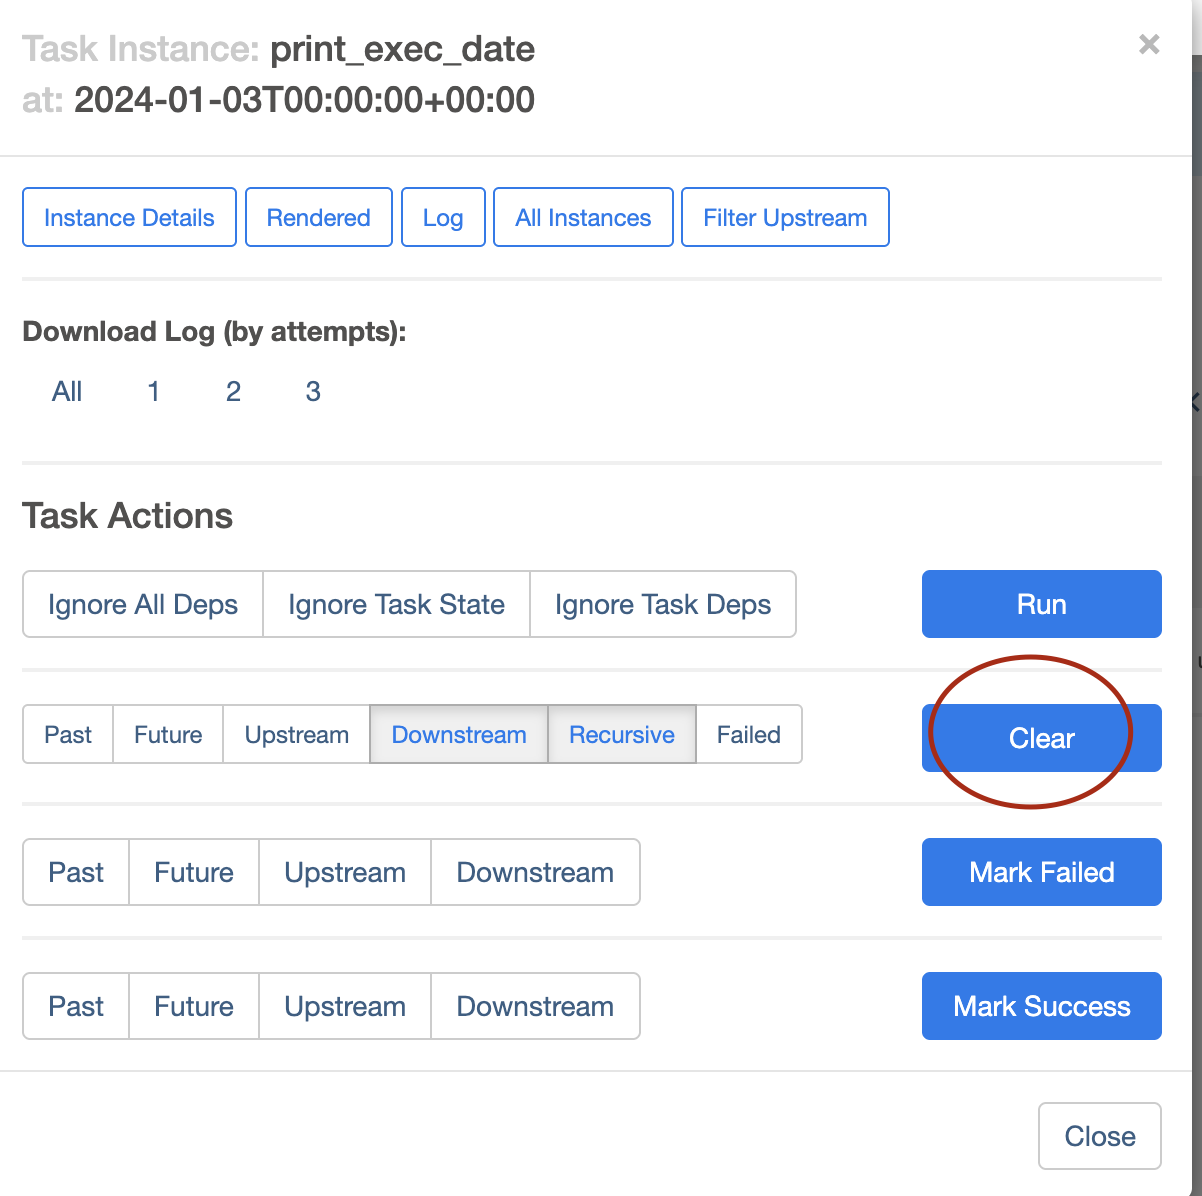 Task Instance: print_exec_date
at: 2024-01-03T00:00:00+00:00
×
Instance Details Rendered Log All Instances Filter Upstream
Download Log (by attempts):
All 1 2 3
Task Actions
Ignore All Deps Ignore Task State Ignore Task Deps Run
Past Future Upstream Downstream Recursive Failed Clear
Past Future Upstream Downstream Mark Failed
Past Future Upstream Downstream Mark Success
Close